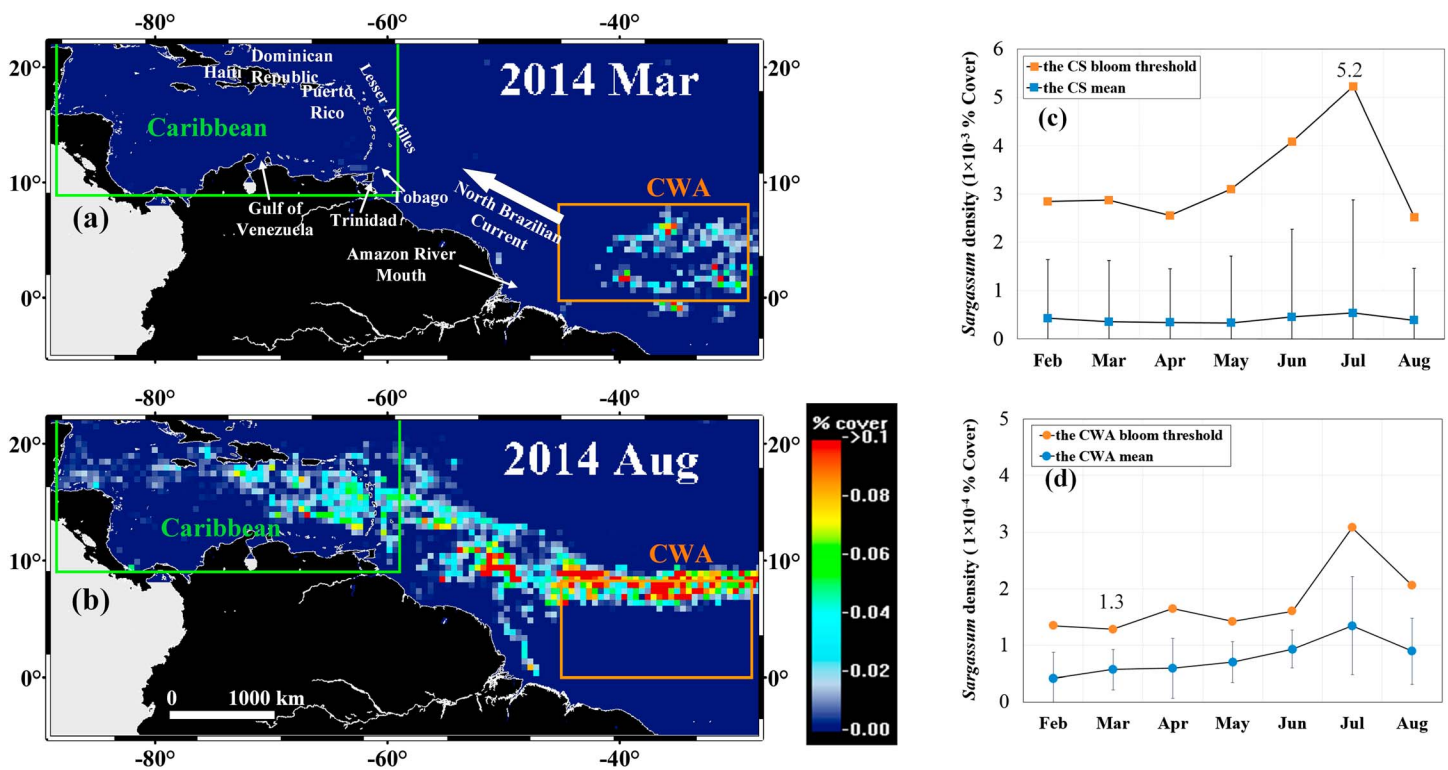 -80° -60° -40°
20°
10°
0°
Haiti
Dominican
Republic
Puerto
Rico
Lesser Antilles
2014 Mar
Caribbean
(a)
Gulf of
Venezuela
Trinidad
Tobago
North Brazilian
Current
CWA
Amazon River
Mouth
20°
10°
0°
-80° -60° -40°
20°
10°
0°
2014 Aug
Caribbean
CWA
(b)
0 1000 km
20°
10°
0°
-80° -60° -40°
% cover
->0.1
-0.08
-0.06
-0.04
-0.02
-0.00
Sargassum density (1×10⁻³ % Cover)
6
5
4
3
2
1
0
the CS bloom threshold
the CS mean
(c)
5.2
Feb Mar Apr May Jun Jul Aug
Sargassum density ( 1×10⁻⁴ % Cover)
5
4
3
2
1
0
the CWA bloom threshold
the CWA mean
(d)
1.3
Feb Mar Apr May Jun Jul Aug